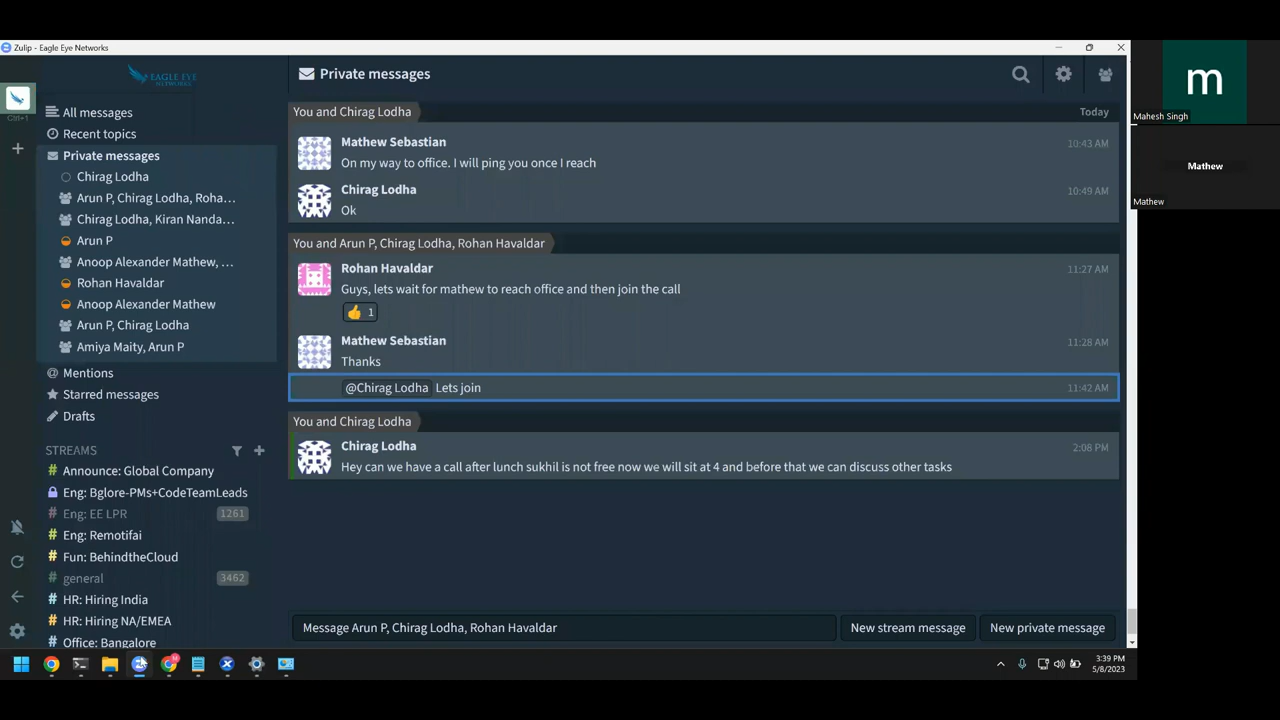 Zulip - Eagle Eye Networks
EAGLE EYE
NETWORKS
Ctrl+1
All messages
Recent topics
Private messages
Chirag Lodha
Arun P, Chirag Lodha, Roha…
Chirag Lodha, Kiran Nanda…
Arun P
Anoop Alexander Mathew, …
Rohan Havaldar
Anoop Alexander Mathew
Arun P, Chirag Lodha
Amiya Maity, Arun P
Mentions
Starred messages
Drafts
STREAMS
Announce: Global Company
Eng: Bglore-PMs+CodeTeamLeads
Eng: EE LPR 1261
Eng: Remotifai
Fun: BehindtheCloud
general 3462
HR: Hiring India
HR: Hiring NA/EMEA
Office: Bangalore
Private messages
You and Chirag Lodha Today
Mathew Sebastian 10:43 AM
On my way to office. I will ping you once I reach
Chirag Lodha 10:49 AM
Ok
You and Arun P, Chirag Lodha, Rohan Havaldar
Rohan Havaldar 11:27 AM
Guys, lets wait for mathew to reach office and then join the call
1
Mathew Sebastian 11:28 AM
Thanks
@Chirag Lodha Lets join 11:42 AM
You and Chirag Lodha
Chirag Lodha 2:08 PM
Hey can we have a call after lunch sukhil is not free now we will sit at 4 and before that we can discuss other tasks
Message Arun P, Chirag Lodha, Rohan Havaldar
New stream message
New private message
m
Mahesh Singh
Mathew
Mathew
3:39 PM
5/8/2023